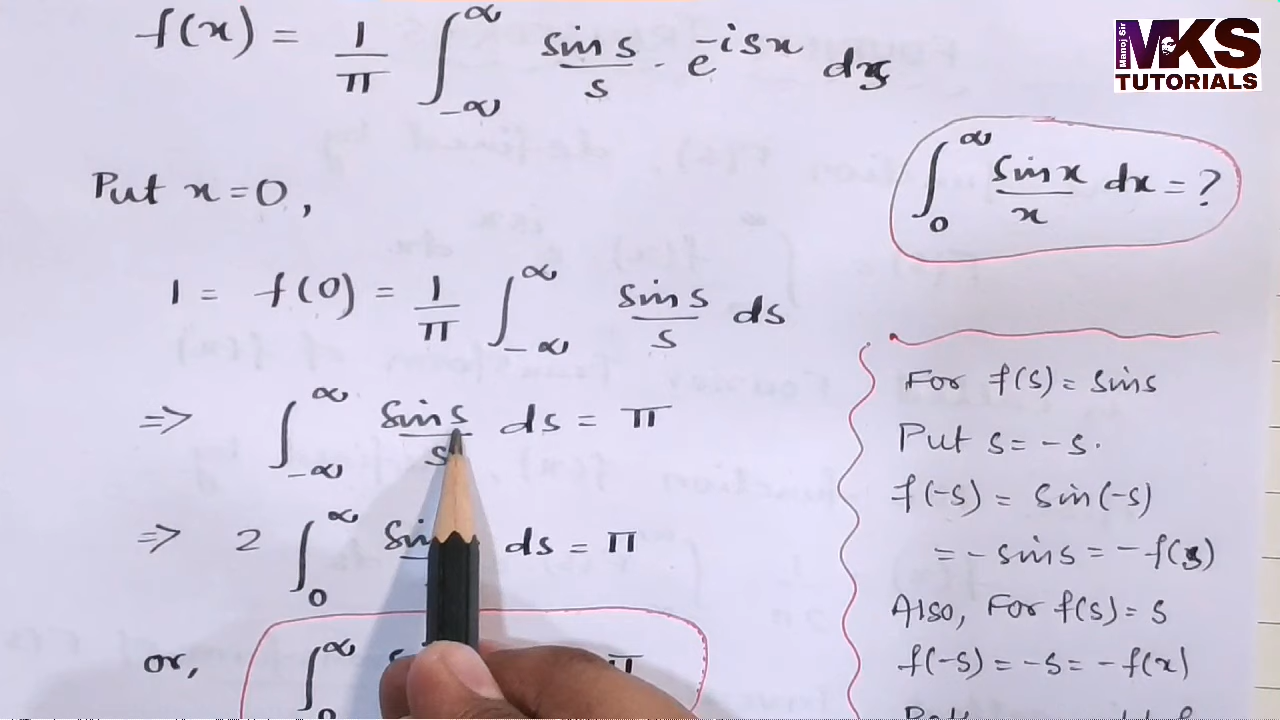 f(x) = 1/π ∫_{-∞}^{∞} sin s/s · e^{-isx} ds
Manoj Sir
MKS
TUTORIALS
∫_0^∞ sin x/x dx = ?
Put x = 0,
1 = f(0) = 1/π ∫_{-∞}^{∞} sin s/s ds
=> ∫_{-∞}^{∞} sin s/s ds = π
=> 2 ∫_0^∞ ds = π
or, ∫_0^∞ π
For f(s) = sin s
Put s = -s.
f(-s) = sin(-s)
= -sin s = -f(s)
Also, For f(s) = s
f(-s) = -s = -f(x)